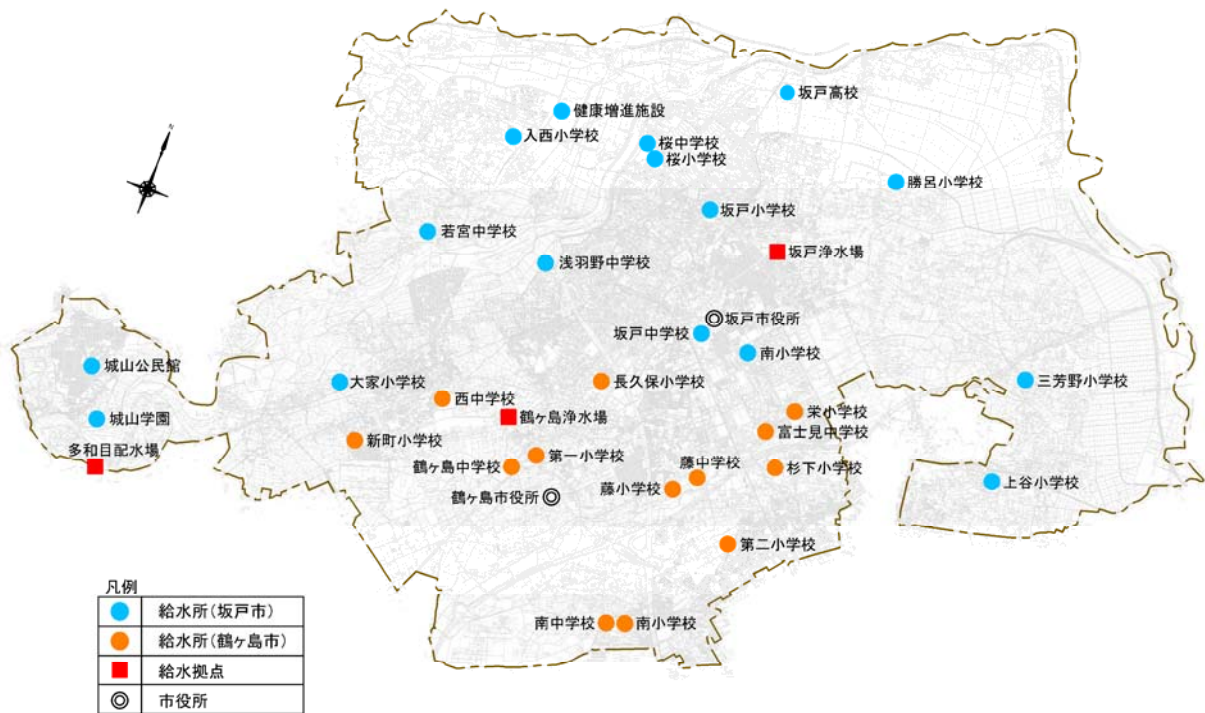 坂戸高校
健康増進施設
入西小学校
桜中学校
桜小学校
勝呂小学校
坂戸小学校
若宮中学校
坂戸浄水場
浅羽野中学校
坂戸市役所
坂戸中学校
南小学校
城山公民館
大家小学校
長久保小学校
三芳野小学校
西中学校
城山学園
鶴ヶ島浄水場
栄小学校
富士見中学校
新町小学校
多和目配水場
第一小学校
鶴ヶ島中学校
藤中学校
杉下小学校
藤小学校
上谷小学校
鶴ヶ島市役所
第二小学校
南中学校
南小学校
凡例
給水所(坂戸市)
給水所(鶴ヶ島市)
給水拠点
市役所
N